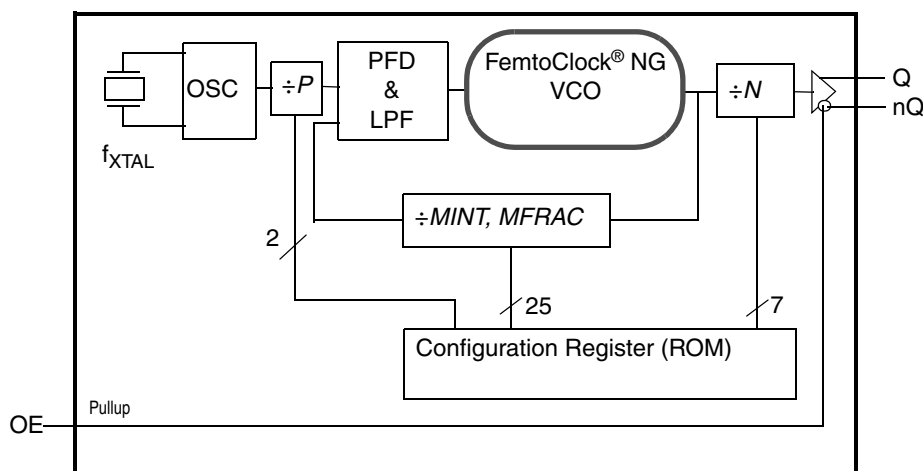 OSC
÷P
PFD
&
LPF
FemtoClock® NG
VCO
÷N
Q
nQ
fXTAL
÷MINT, MFRAC
2
25
7
Configuration Register (ROM)
Pullup
OE